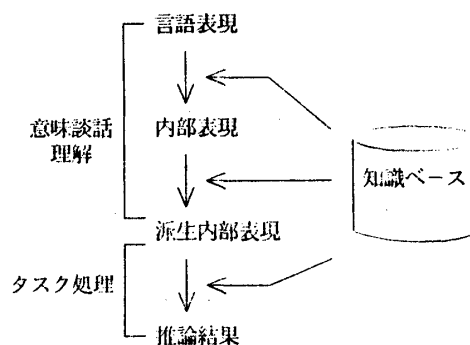 言語表現
内部表現
意味談話
理解
知識ベース
派生内部表現
タスク処理
推論結果